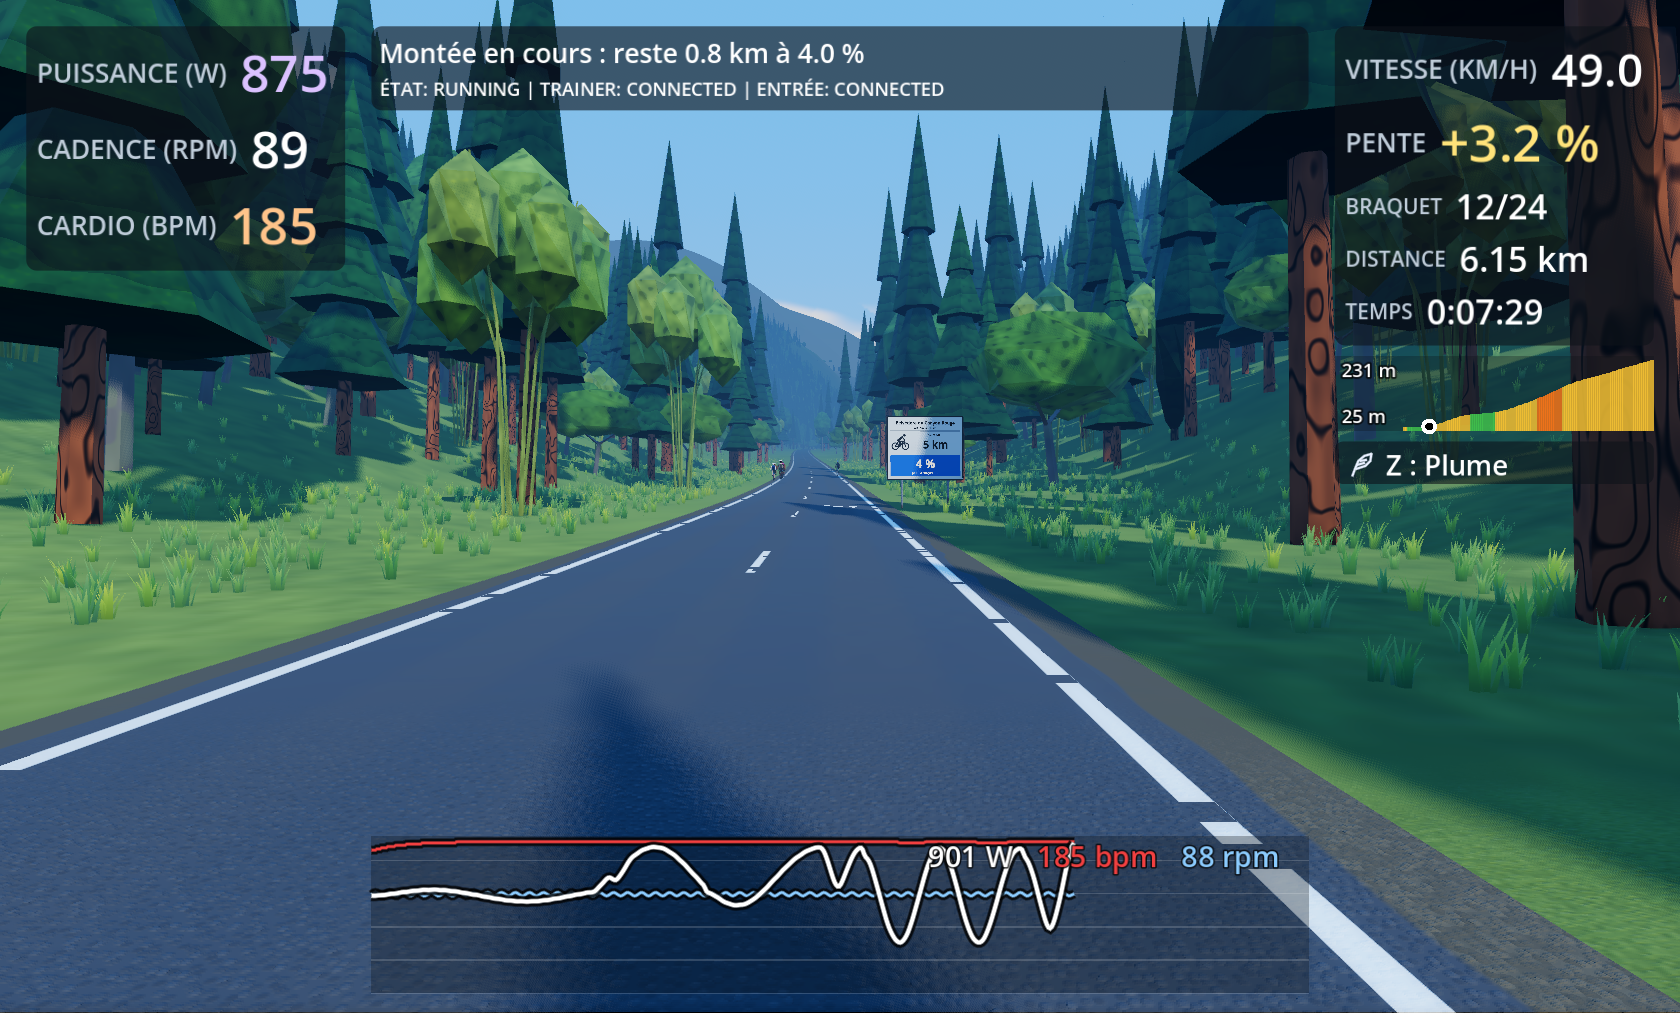 PUISSANCE (W) 875
CADENCE (RPM) 89
CARDIO (BPM) 185
Montée en cours : reste 0.8 km à 4.0 %
ÉTAT: RUNNING | TRAINER: CONNECTED | ENTRÉE: CONNECTED
VITESSE (KM/H) 49.0
PENTE +3.2 %
BRAQUET 12/24
DISTANCE 6.15 km
TEMPS 0:07:29
231 m
25 m
Z : Plume
5 km
4 %
901 W 185 bpm 88 rpm